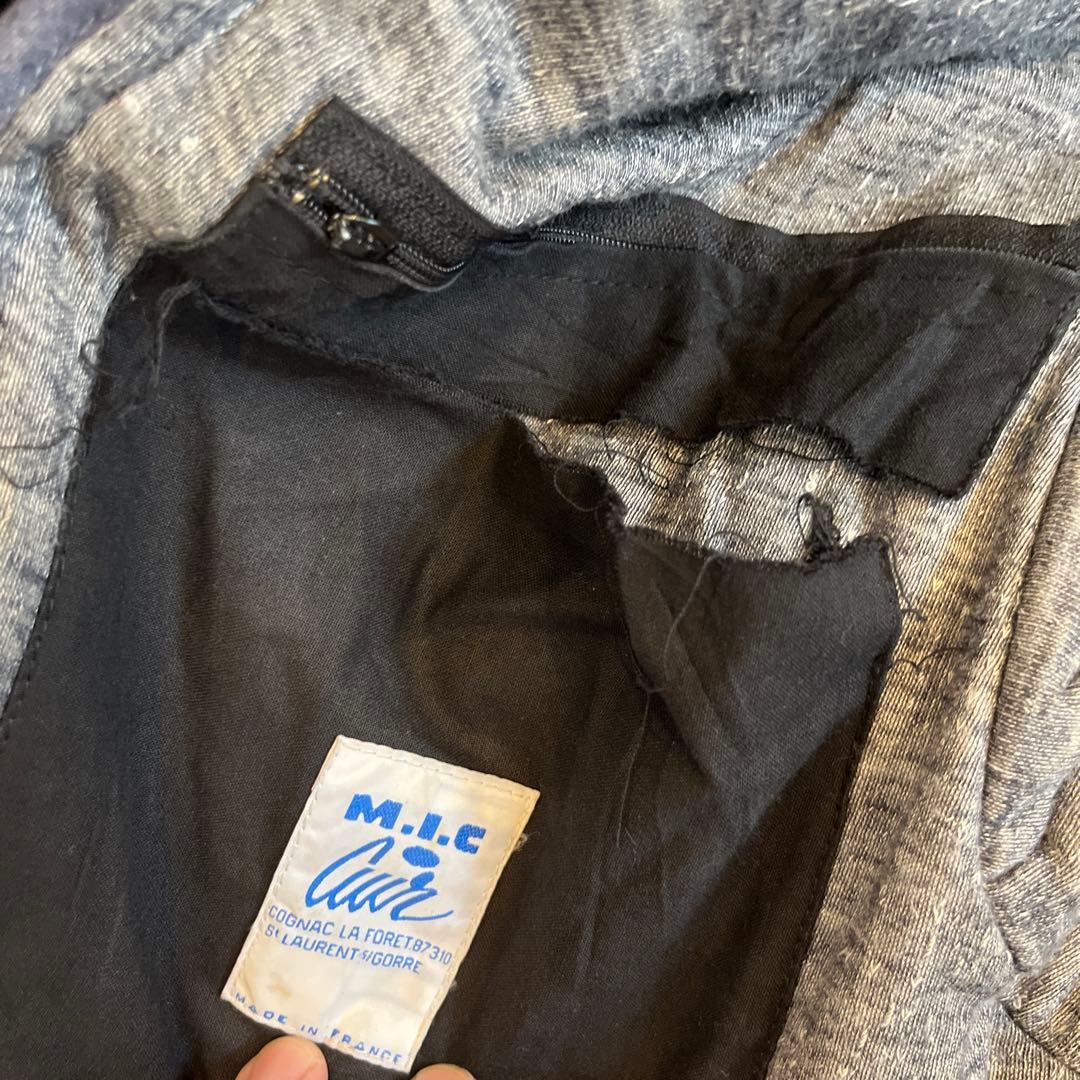 M.I.C
Cuir
COGNAC LA FORET 87310
St LAURENT S/GORRE
MADE IN FRANCE